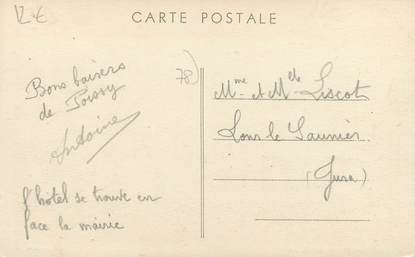 12 €
CARTE POSTALE
78)
Bons baisers
de Poissy
Antoine
l'hôtel se trouve en
face la mairie
Mme et Mlle Liscot
Lons le Saunier
(Jura)